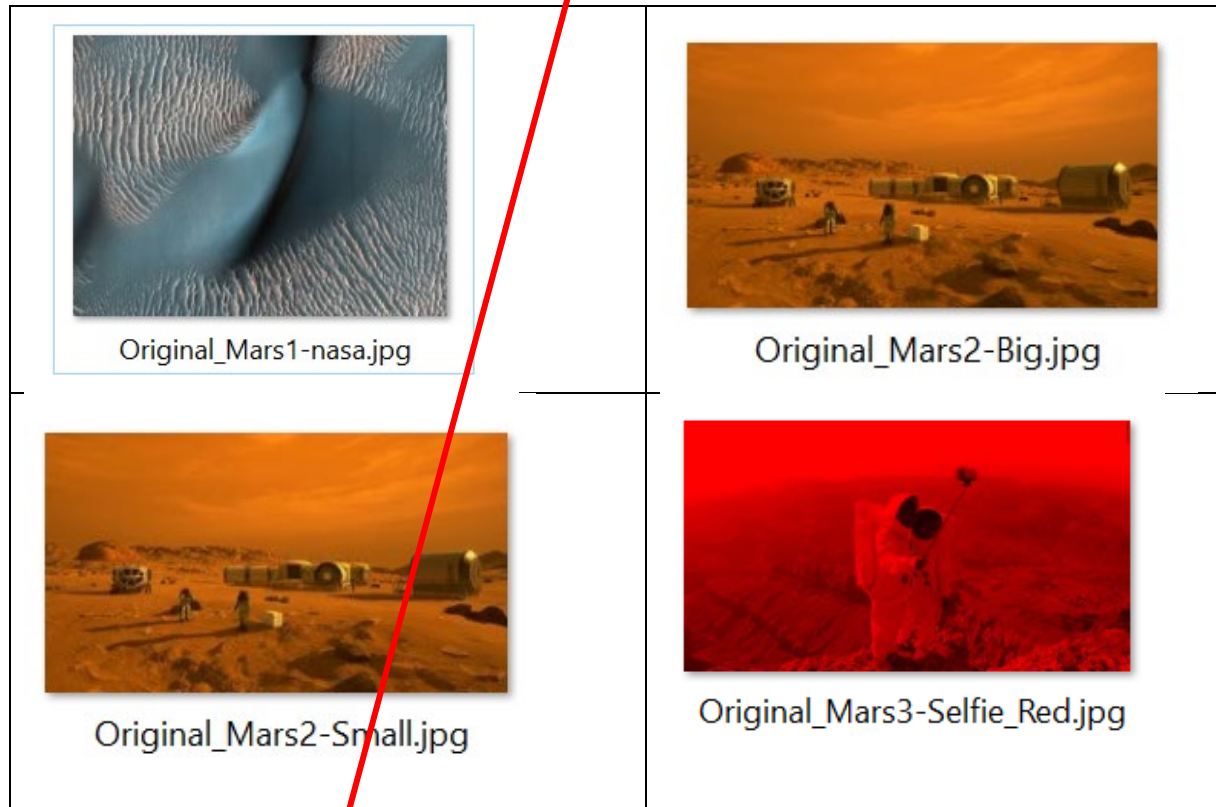 Original_Mars1-nasa.jpg
Original_Mars2-Big.jpg
Original_Mars2-Small.jpg
Original_Mars3-Selfie_Red.jpg